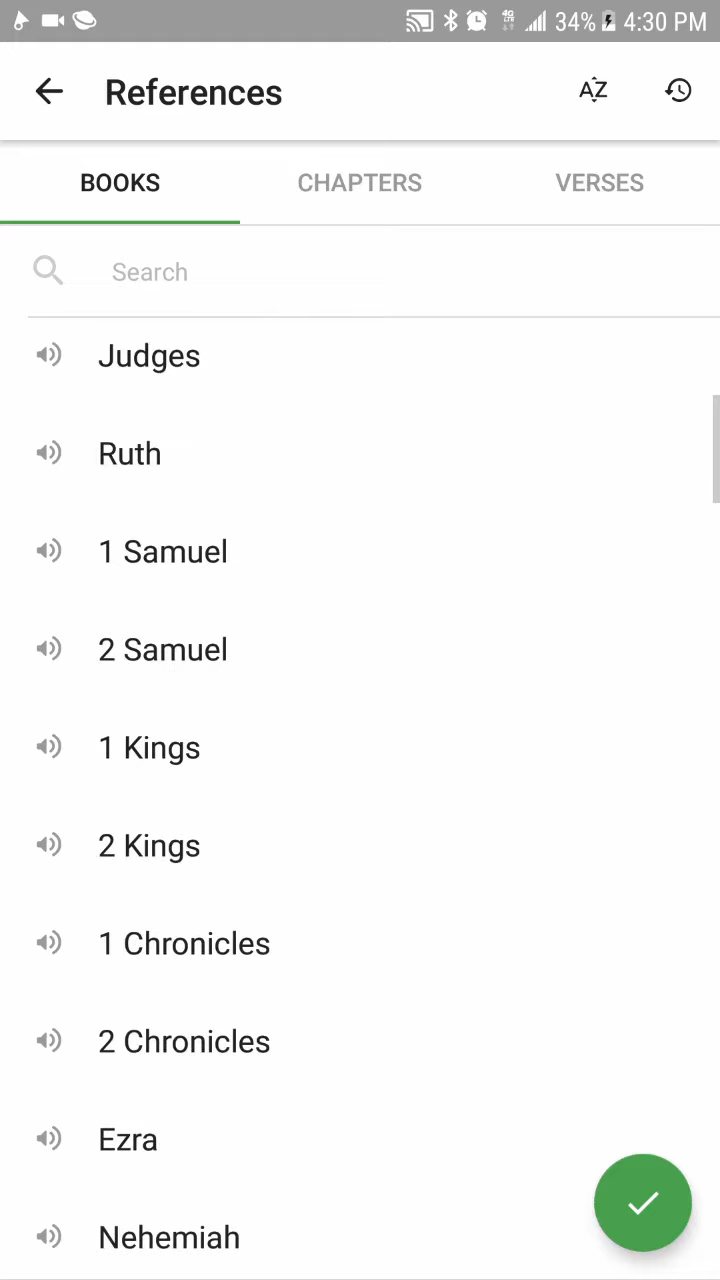 34% 4:30 PM
References AZ
BOOKS CHAPTERS VERSES
Search
Judges
Ruth
1 Samuel
2 Samuel
1 Kings
2 Kings
1 Chronicles
2 Chronicles
Ezra
Nehemiah